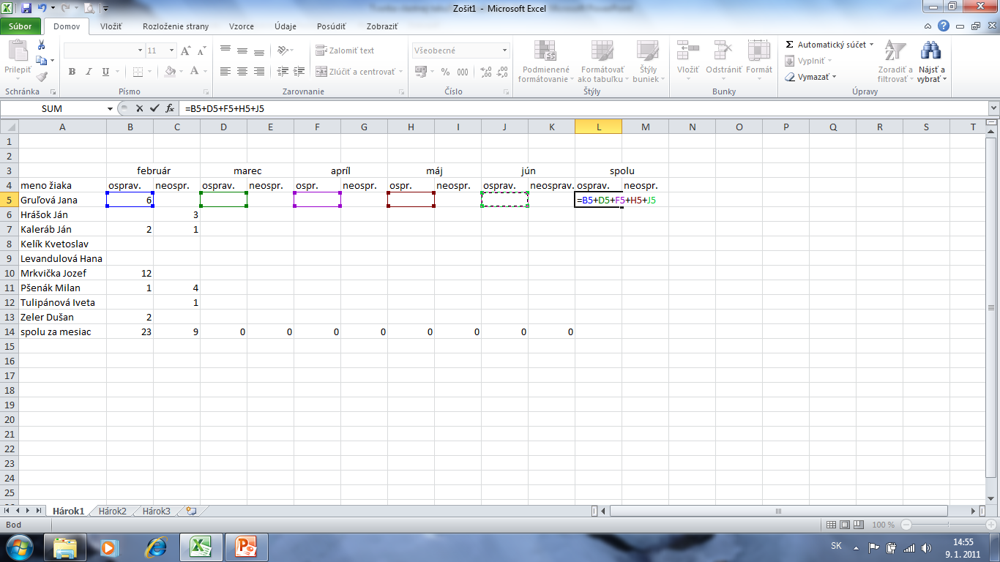 Zošit1 - Microsoft Excel
Súbor Domov Vložiť Rozloženie strany Vzorce Údaje Posúdiť Zobraziť
Prilepiť
Schránka
11
B I U A
Písmo
Zalomiť text
Zlúčiť a centrovať
Zarovnanie
Všeobecné
% 000
Číslo
Podmienené formátovanie
Formátovať ako tabuľku
Štýly buniek
Štýly
Vložiť Odstrániť Formát
Bunky
Σ Automatický súčet
Vyplniť
Vymazať
Zoradiť a filtrovať
Nájsť a vybrať
Úpravy
SUM fx =B5+D5+F5+H5+J5
A B C D E F G H I J K L M N O P Q R S T
1
2
3 február marec apríl máj jún spolu
4 meno žiaka osprav. neospr. osprav. neospr. ospr. neospr. ospr. neospr. osprav. neosprav. osprav. neospr.
5 Gruľová Jana 6 =B5+D5+F5+H5+J5
6 Hrášok Ján 3
7 Kaleráb Ján 2 1
8 Kelík Kvetoslav
9 Levandulová Hana
10 Mrkvička Jozef 12
11 Pšenák Milan 1 4
12 Tulipánová Iveta 1
13 Zeler Dušan 2
14 spolu za mesiac 23 9 0 0 0 0 0 0 0 0
15
16
17
18
19
20
21
22
23
24
25
Hárok1 Hárok2 Hárok3
Bod 100 %
SK 14:55
9. 1. 2011